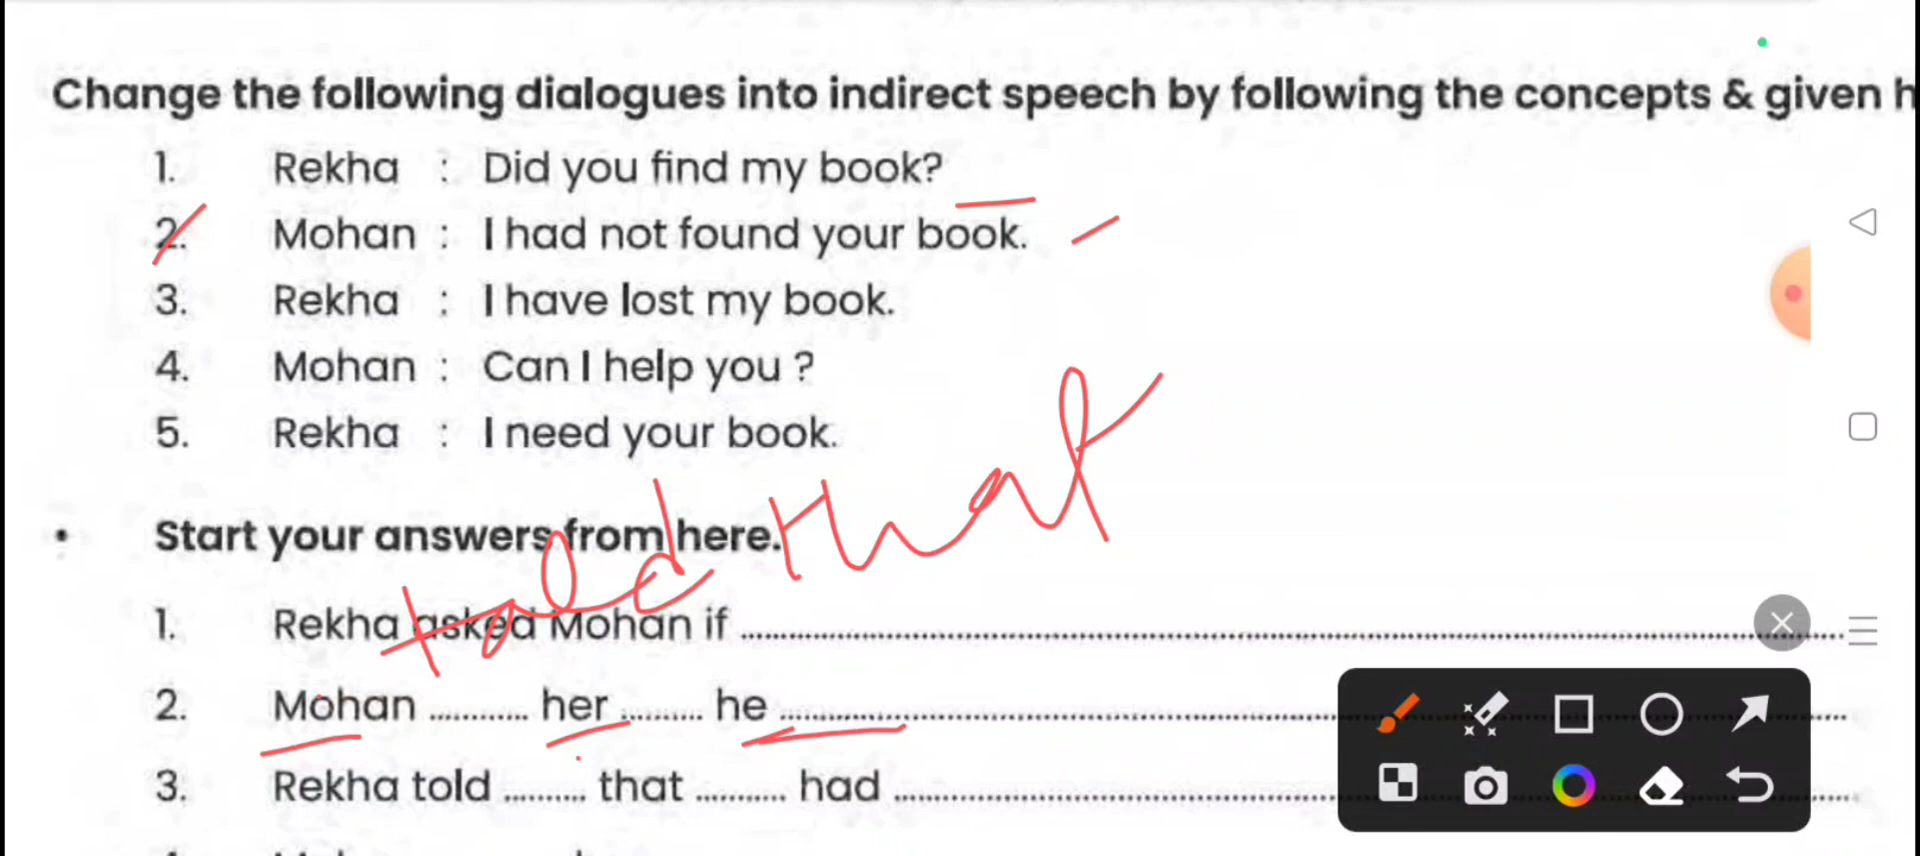 Change the following dialogues into indirect speech by following the concepts & given h
1. Rekha : Did you find my book?
2. Mohan : I had not found your book.
3. Rekha : I have lost my book.
4. Mohan : Can I help you ?
5. Rekha : I need your book.
• Start your answers from here.
told that
1. Rekha asked Mohan if ..........
2. Mohan .......... her .......... he ..........
3. Rekha told .......... that .......... had ..........